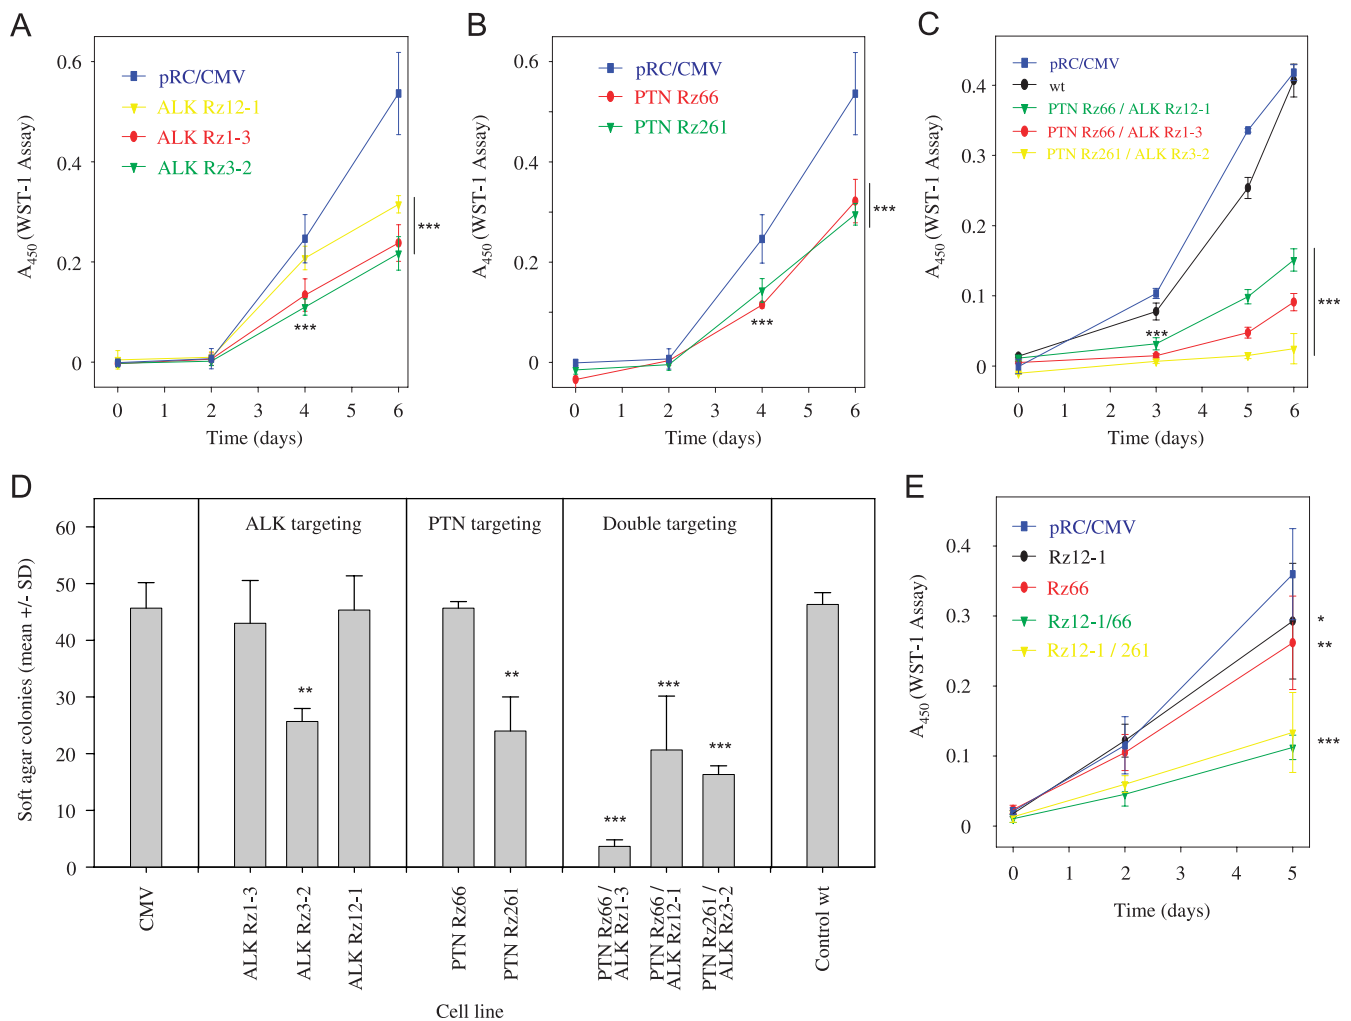 A
0.6
0.4
0.2
0
A450 (WST-1 Assay)
pRC/CMV
ALK Rz12-1
ALK Rz1-3
ALK Rz3-2
***
***
0 1 2 3 4 5 6
Time (days)
B
0.6
0.4
0.2
0
A450 (WST-1 Assay)
pRC/CMV
PTN Rz66
PTN Rz261
***
***
0 1 2 3 4 5 6
Time (days)
C
0.4
0.3
0.2
0.1
0
A450 (WST-1 Assay)
pRC/CMV
wt
PTN Rz66 / ALK Rz12-1
PTN Rz66 / ALK Rz1-3
PTN Rz261 / ALK Rz3-2
***
***
0 1 2 3 4 5 6
Time (days)
D
60
50
40
30
20
10
0
Soft agar colonies (mean +/- SD)
ALK targeting
PTN targeting
Double targeting
**
**
***
***
***
CMV
ALK Rz1-3
ALK Rz3-2
ALK Rz12-1
PTN Rz66
PTN Rz261
PTN Rz66 /
ALK Rz1-3
PTN Rz66 /
ALK Rz12-1
PTN Rz261 /
ALK Rz3-2
Control wt
Cell line
E
0.4
0.3
0.2
0.1
0
A450 (WST-1 Assay)
pRC/CMV
Rz12-1
Rz66
Rz12-1/66
Rz12-1 / 261
*
**
***
0 1 2 3 4 5
Time (days)